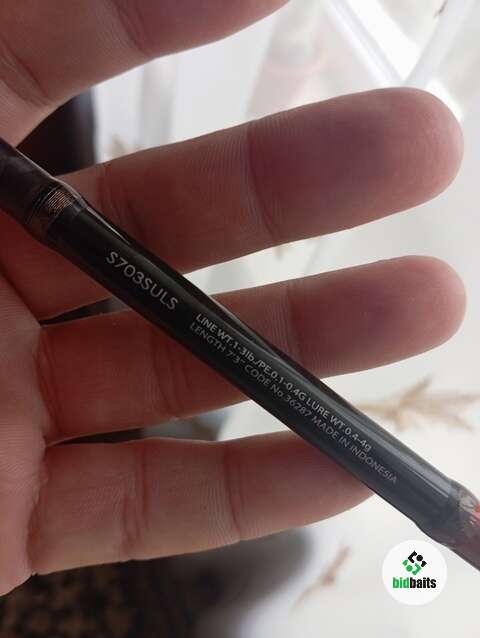 S703SULS
LINE WT.1-3lb./PE.0.1-0.4G LURE WT.0.4-4g
LENGTH 7'3" CODE No.36287 MADE IN INDONESIA
bidbaits